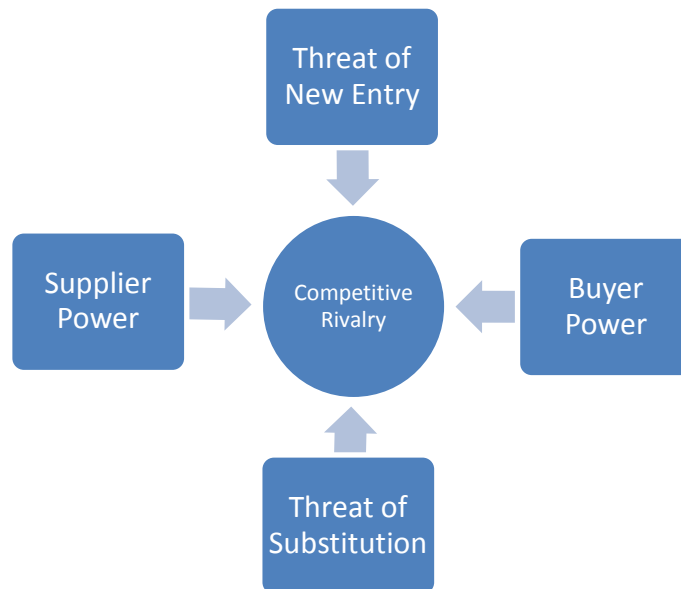 Threat of
New Entry
Supplier
Power
Competitive
Rivalry
Buyer
Power
Threat of
Substitution